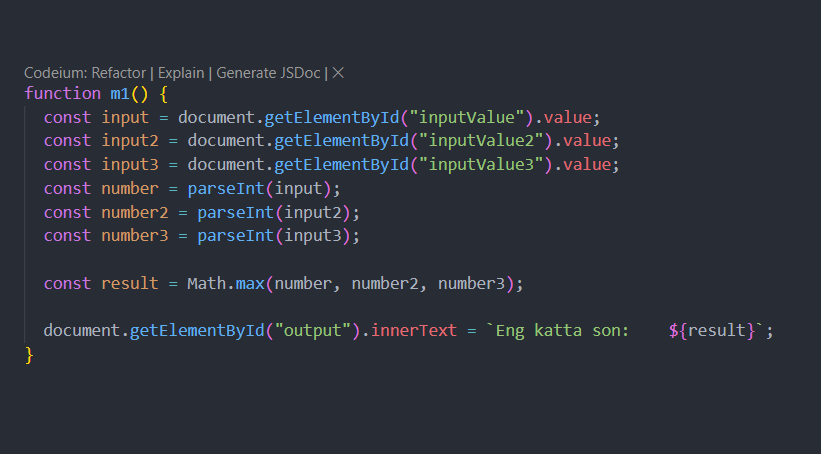 Codeium: Refactor | Explain | Generate JSDoc | ×
function m1() {
  const input = document.getElementById("inputValue").value;
  const input2 = document.getElementById("inputValue2").value;
  const input3 = document.getElementById("inputValue3").value;
  const number = parseInt(input);
  const number2 = parseInt(input2);
  const number3 = parseInt(input3);
  const result = Math.max(number, number2, number3);
  document.getElementById("output").innerText = `Eng katta son:    ${result}`;
}